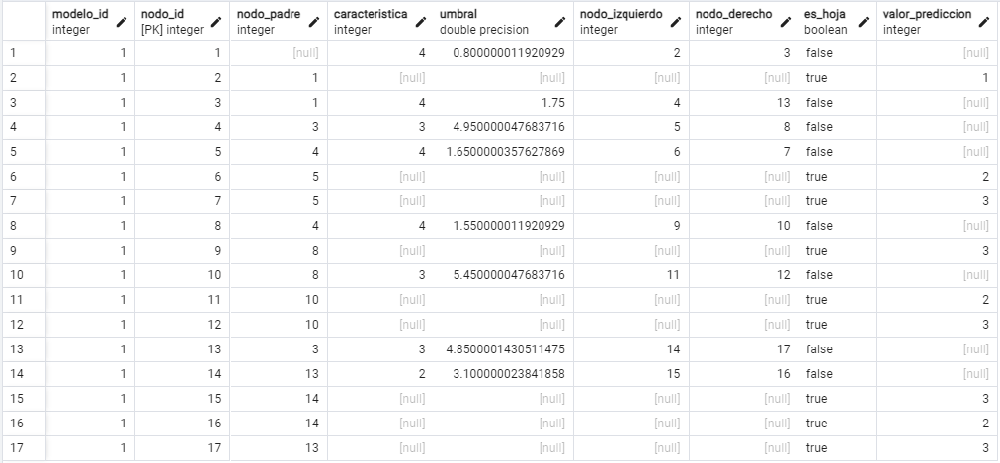 modelo_id nodo_id nodo_padre caracteristica umbral nodo_izquierdo nodo_derecho es_hoja valor_prediccion
integer [PK] integer integer integer double precision integer integer boolean integer
1 1 1 [null] 4 0.800000011920929 2 3 false [null]
2 1 2 1 [null] [null] [null] [null] true 1
3 1 3 1 4 1.75 4 13 false [null]
4 1 4 3 3 4.950000047683716 5 8 false [null]
5 1 5 4 4 1.6500000357627869 6 7 false [null]
6 1 6 5 [null] [null] [null] [null] true 2
7 1 7 5 [null] [null] [null] [null] true 3
8 1 8 4 4 1.550000011920929 9 10 false [null]
9 1 9 8 [null] [null] [null] [null] true 3
10 1 10 8 3 5.450000047683716 11 12 false [null]
11 1 11 10 [null] [null] [null] [null] true 2
12 1 12 10 [null] [null] [null] [null] true 3
13 1 13 3 3 4.8500001430511475 14 17 false [null]
14 1 14 13 2 3.100000023841858 15 16 false [null]
15 1 15 14 [null] [null] [null] [null] true 3
16 1 16 14 [null] [null] [null] [null] true 2
17 1 17 13 [null] [null] [null] [null] true 3